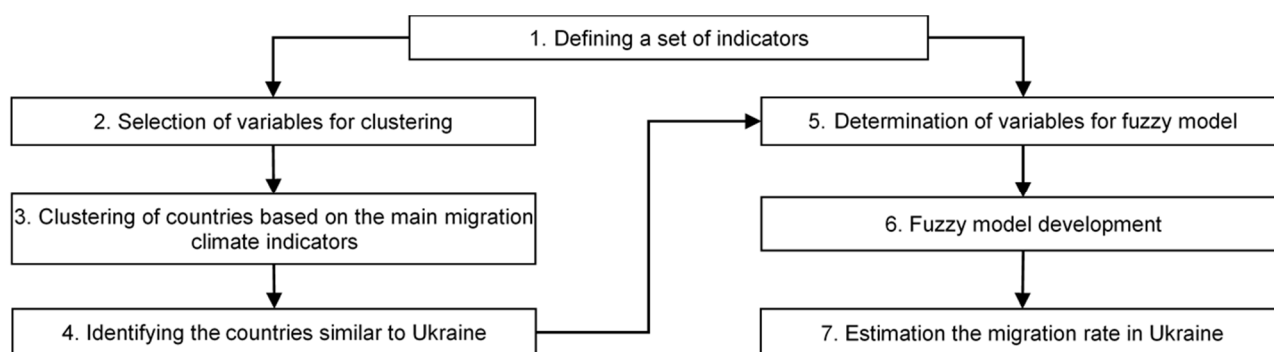 1. Defining a set of indicators
2. Selection of variables for clustering
3. Clustering of countries based on the main migration
climate indicators
4. Identifying the countries similar to Ukraine
5. Determination of variables for fuzzy model
6. Fuzzy model development
7. Estimation the migration rate in Ukraine